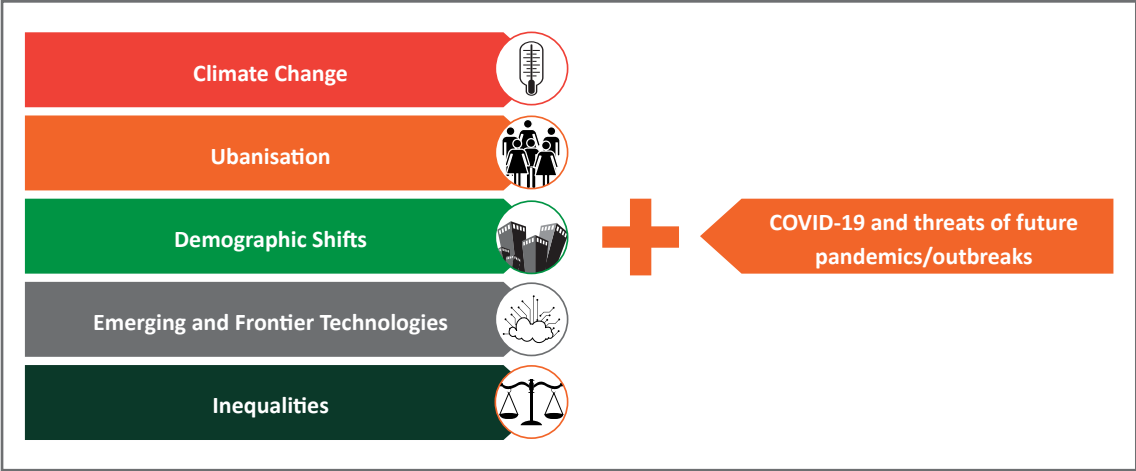 Climate Change
Ubanisation
Demographic Shifts
Emerging and Frontier Technologies
Inequalities
COVID-19 and threats of future
pandemics/outbreaks